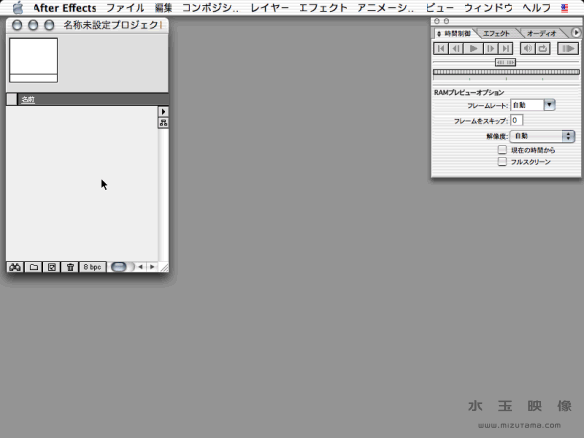 After Effects ファイル 編集 コンポジシ.. レイヤー エフェクト アニメーシ.. ビュー ウィンドウ ヘルプ
名称未設定プロジェク
時間制御 エフェクト オーディオ
名前
RAMプレビューオプション
フレームレート: 自動
フレームをスキップ: 0
解像度: 自動
現在の時間から
フルスクリーン
8 bpc
水玉映像
www.mizutama.com